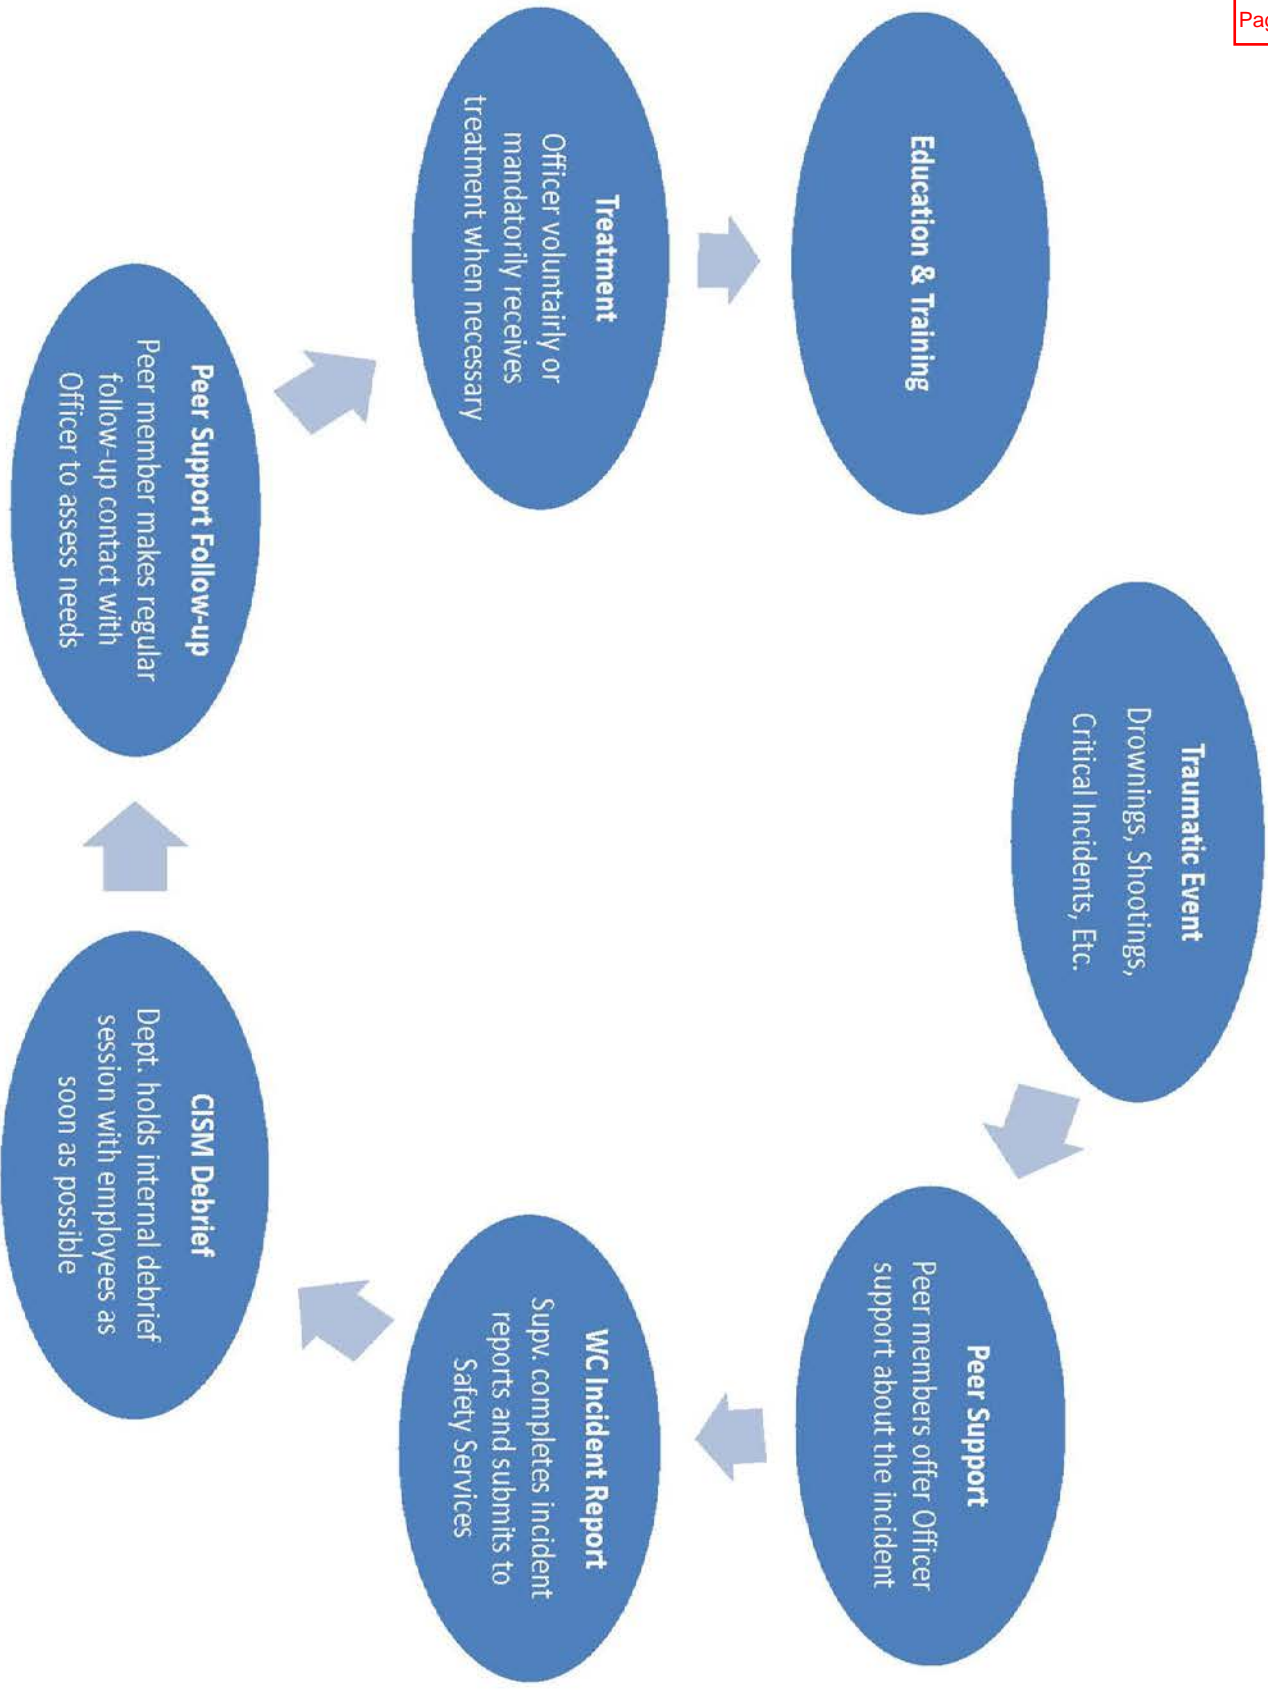 Pag
Traumatic Event
Drownings, Shootings,
Critical Incidents, Etc.
Peer Support
Peer members offer Officer
support about the incident
WC Incident Report
Supv. completes incident
reports and submits to
Safety Services
CISM Debrief
Dept. holds internal debrief
session with employees as
soon as possible
Peer Support Follow-up
Peer member makes regular
follow-up contact with
Officer to assess needs
Treatment
Officer voluntairly or
mandatorily receives
treatment when necessary
Education & Training